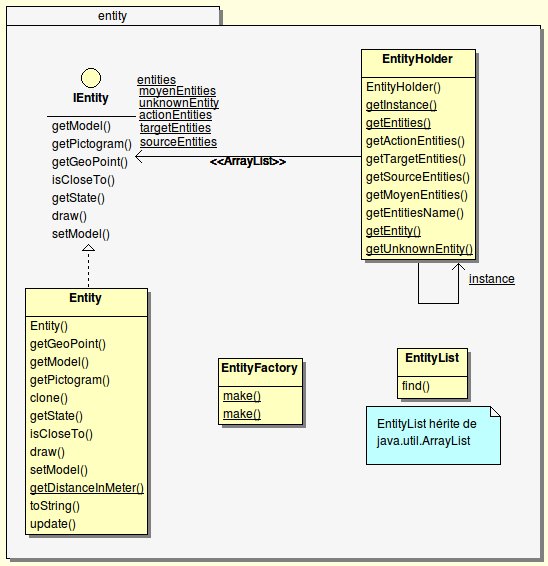 entity
IEntity
getModel()
getPictogram()
getGeoPoint()
isCloseTo()
getState()
draw()
setModel()
entities
moyenEntities
unknownEntity
actionEntities
targetEntities
sourceEntities
<<ArrayList>>
EntityHolder
EntityHolder()
getInstance()
getEntities()
getActionEntities()
getTargetEntities()
getSourceEntities()
getMoyenEntities()
getEntitiesName()
getEntity()
getUnknownEntity()
instance
Entity
Entity()
getGeoPoint()
getModel()
getPictogram()
clone()
getState()
isCloseTo()
draw()
setModel()
getDistanceInMeter()
toString()
update()
EntityFactory
make()
make()
EntityList
find()
EntityList hérite de
java.util.ArrayList